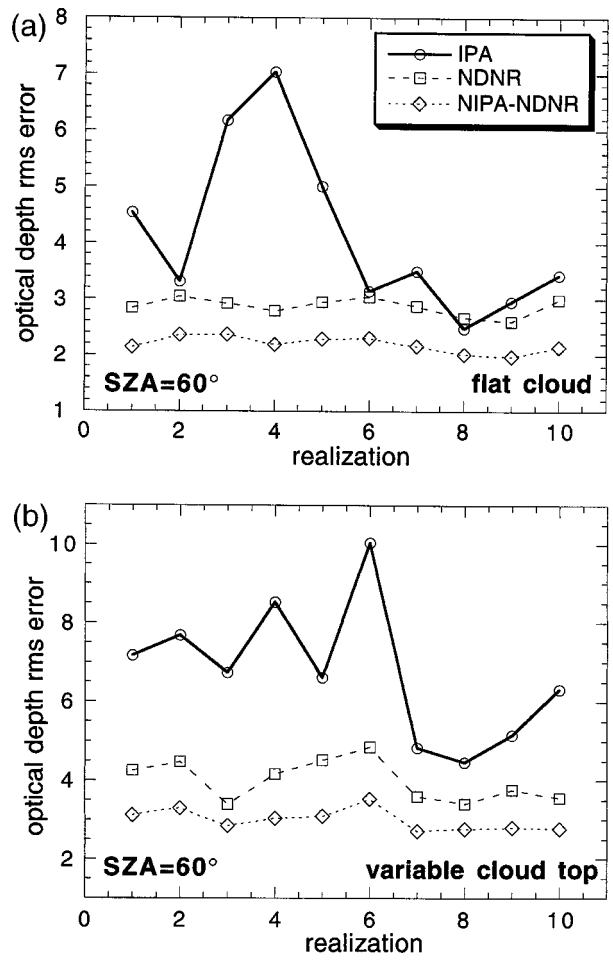 (a)
8
7
6
5
4
3
2
1
optical depth rms error
IPA
NDNR
NIPA-NDNR
SZA=60°
flat cloud
0 2 4 6 8 10
realization
(b)
10
8
6
4
2
optical depth rms error
SZA=60°
variable cloud top
0 2 4 6 8 10
realization